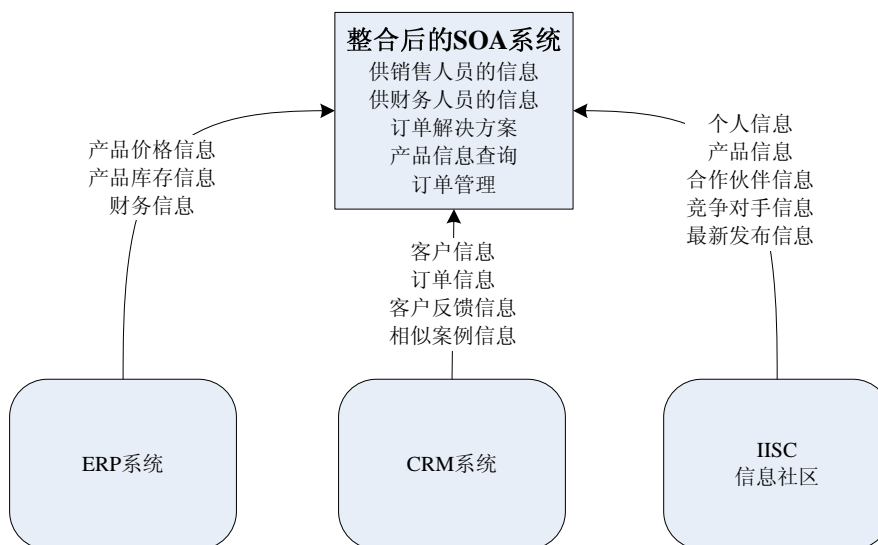 整合后的SOA系统
供销售人员的信息
供财务人员的信息
订单解决方案
产品信息查询
订单管理
产品价格信息
产品库存信息
财务信息
客户信息
订单信息
客户反馈信息
相似案例信息
个人信息
产品信息
合作伙伴信息
竞争对手信息
最新发布信息
ERP系统
CRM系统
IISC
信息社区